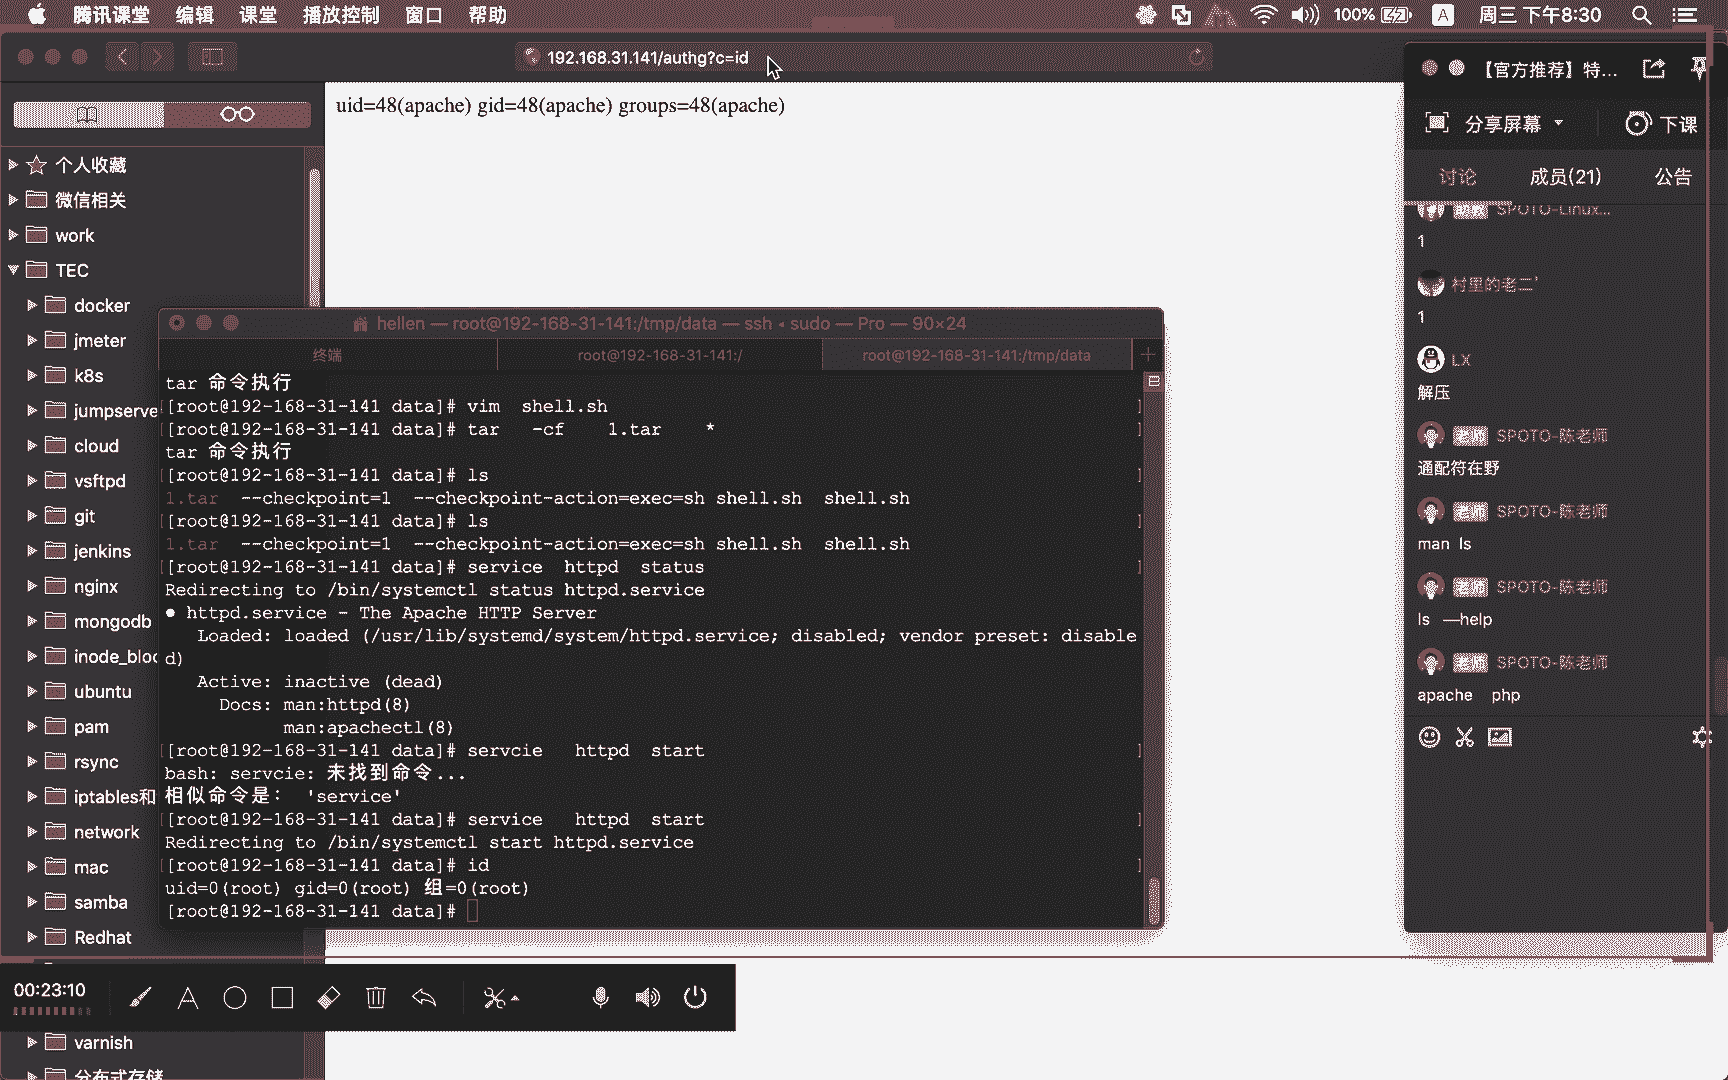 腾讯课堂 编辑 课堂 播放控制 窗口 帮助
100% A 周三 下午8:30
192.168.31.141/authg?c=id
uid=48(apache) gid=48(apache) groups=48(apache)
个人收藏
微信相关
work
TEC
docker
jmeter
k8s
jumpserve
cloud
vsftpd
git
jenkins
nginx
mongodb
inode_bloc
ubuntu
pam
rsync
iptables和
network
mac
samba
Redhat
varnish
分布式存储
hellen — root@192-168-31-141:/tmp/data — ssh ◂ sudo — Pro — 90×24
终端
root@192-168-31-141:/
root@192-168-31-141:/tmp/data
tar 命令执行
[root@192-168-31-141 data]# vim  shell.sh
[root@192-168-31-141 data]# tar   -cf    1.tar    *
tar 命令执行
[root@192-168-31-141 data]# ls
1.tar  --checkpoint=1  --checkpoint-action=exec=sh shell.sh  shell.sh
[root@192-168-31-141 data]# ls
1.tar  --checkpoint=1  --checkpoint-action=exec=sh shell.sh  shell.sh
[root@192-168-31-141 data]# service  httpd  status
Redirecting to /bin/systemctl status httpd.service
● httpd.service - The Apache HTTP Server
Loaded: loaded (/usr/lib/systemd/system/httpd.service; disabled; vendor preset: disable
d)
Active: inactive (dead)
Docs: man:httpd(8)
man:apachectl(8)
[root@192-168-31-141 data]# servcie   httpd  start
bash: servcie: 未找到命令...
相似命令是： 'service'
[root@192-168-31-141 data]# service   httpd  start
Redirecting to /bin/systemctl start httpd.service
[root@192-168-31-141 data]# id
uid=0(root) gid=0(root) 组=0(root)
[root@192-168-31-141 data]#
【官方推荐】特...
分享屏幕
下课
讨论 成员(21) 公告
助教 SPOTO-Linux...
1
村里的老二'
1
LX
解压
老师 SPOTO-陈老师
通配符在野
老师 SPOTO-陈老师
man ls
老师 SPOTO-陈老师
ls —help
老师 SPOTO-陈老师
apache php
00:23:10